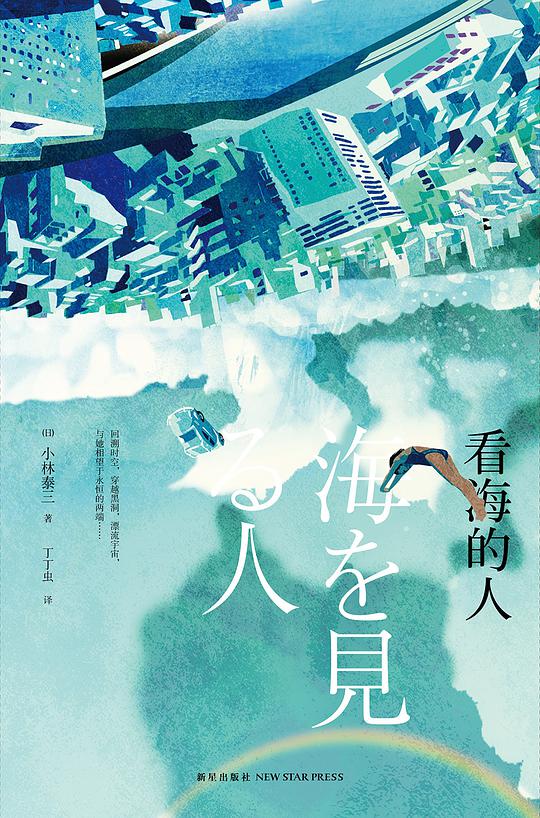 看海的人
海を見
る人
回溯时空,穿越黑洞,漂流宇宙,
与她相望于永恒的两端……
(日) 小林泰三 著
丁丁虫 译
新星出版社 NEW STAR PRESS